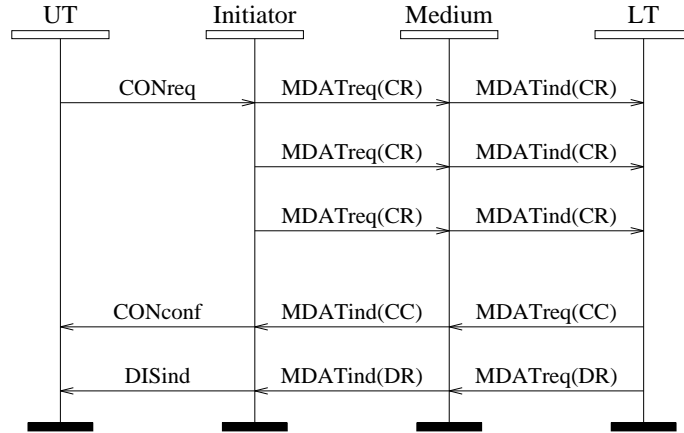 UT Initiator Medium LT
CONreq MDATreq(CR) MDATind(CR)
MDATreq(CR) MDATind(CR)
MDATreq(CR) MDATind(CR)
CONconf MDATind(CC) MDATreq(CC)
DISind MDATind(DR) MDATreq(DR)